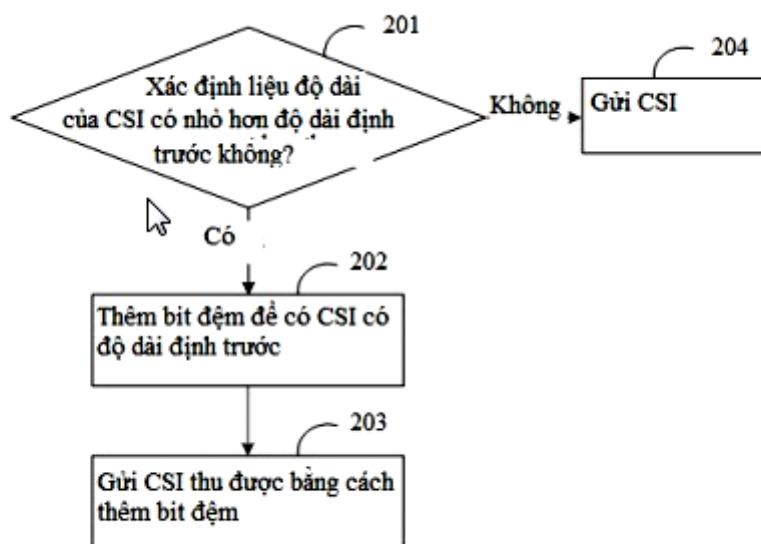 201
Xác định liệu độ dài
của CSI có nhỏ hơn độ dài định
trước không?
Không
204
Gửi CSI
Có
202
Thêm bit đệm để có CSI có
độ dài định trước
203
Gửi CSI thu được bằng cách
thêm bit đệm